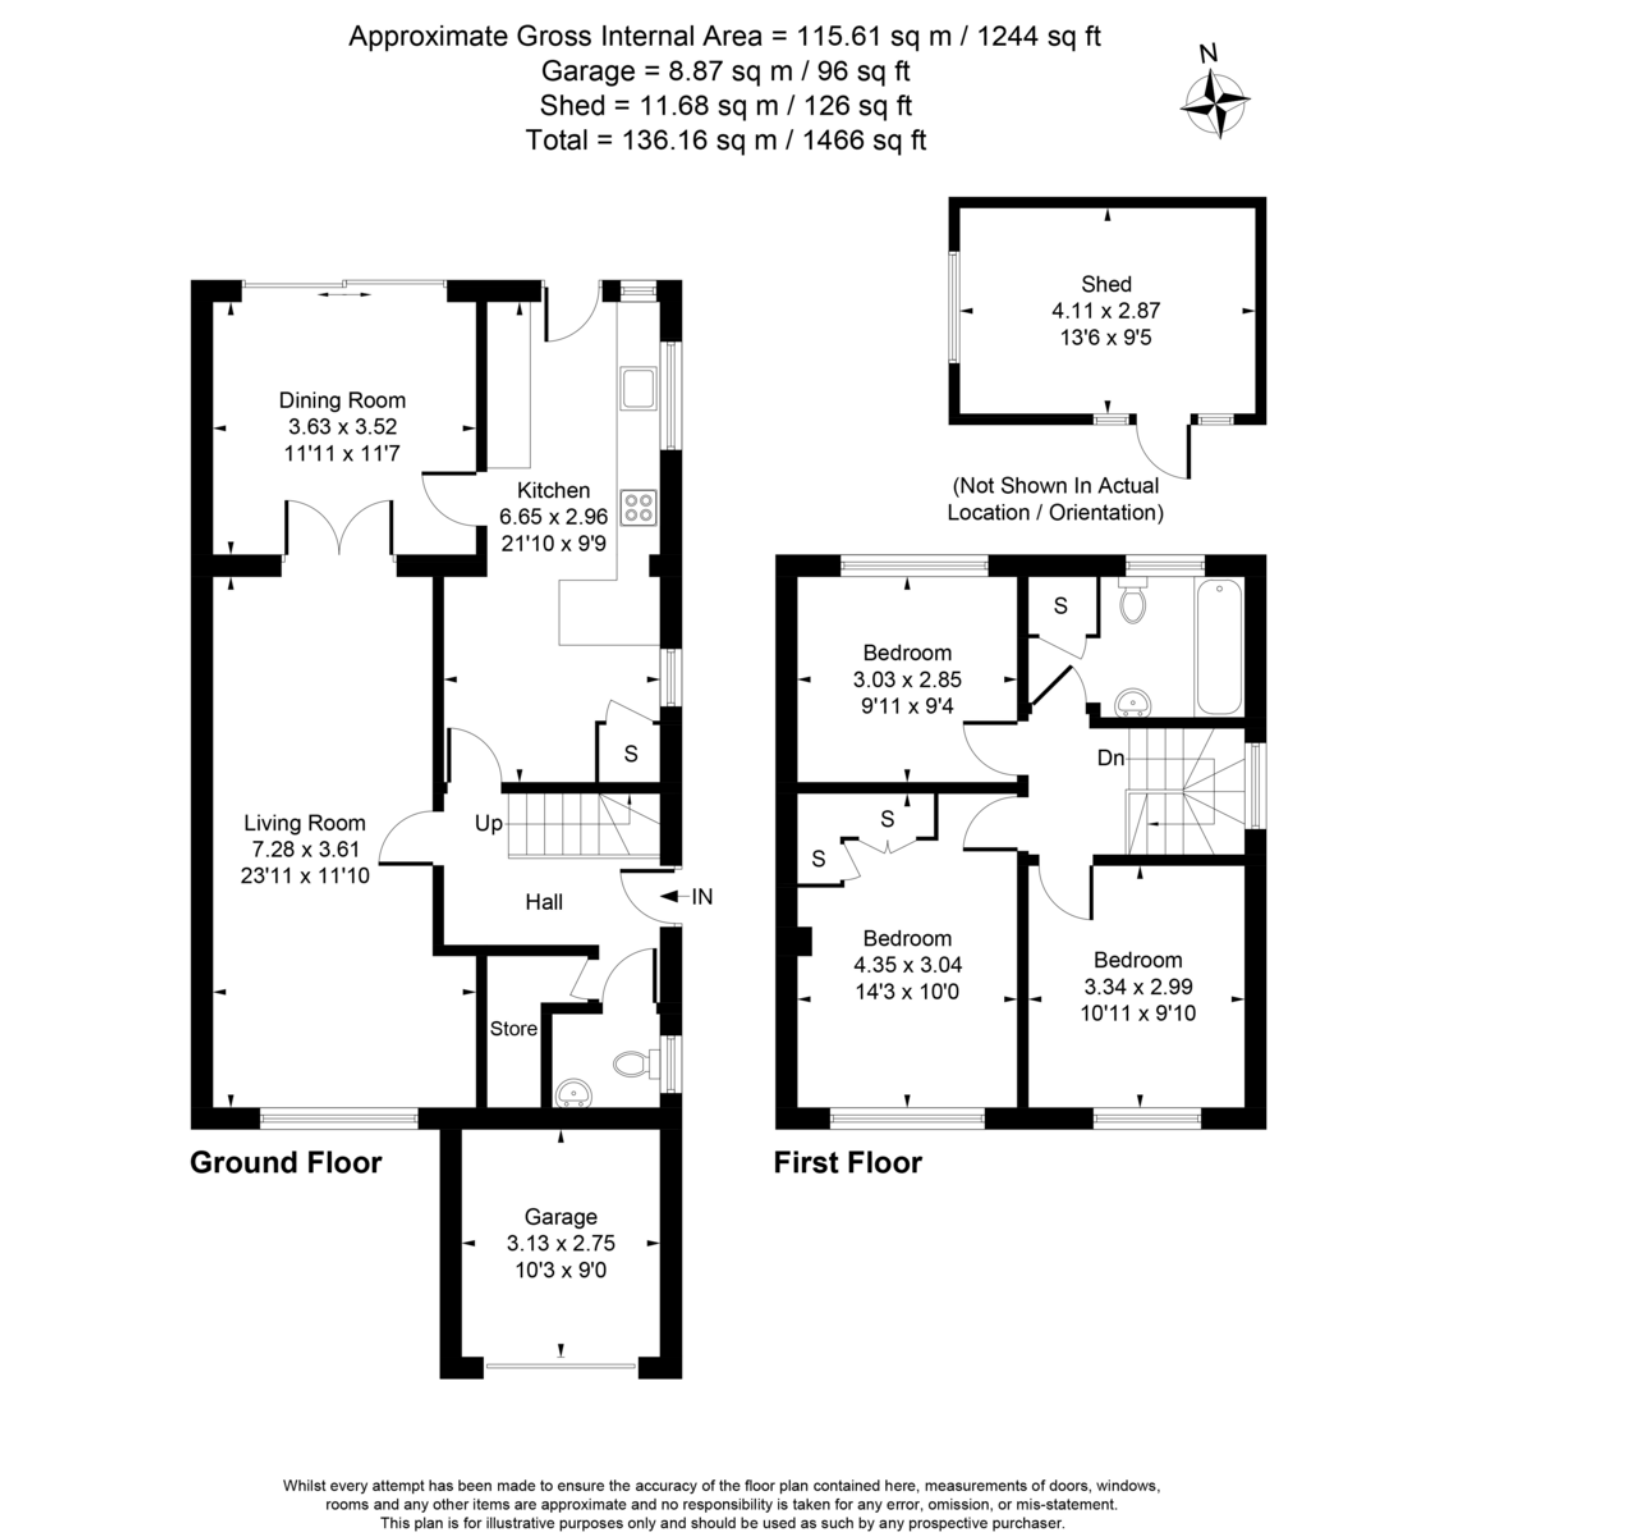 Approximate Gross Internal Area = 115.61 sq m / 1244 sq ft
Garage = 8.87 sq m / 96 sq ft
Shed = 11.68 sq m / 126 sq ft
Total = 136.16 sq m / 1466 sq ft
N
Shed
4.11 x 2.87
13'6 x 9'5
(Not Shown In Actual
Location / Orientation)
Dining Room
3.63 x 3.52
11'11 x 11'7
Kitchen
6.65 x 2.96
21'10 x 9'9
S
Living Room
7.28 x 3.61
23'11 x 11'10
Up
Hall
IN
Store
Ground Floor
Garage
3.13 x 2.75
10'3 x 9'0
S
Bedroom
3.03 x 2.85
9'11 x 9'4
Dn
S
S
Bedroom
4.35 x 3.04
14'3 x 10'0
Bedroom
3.34 x 2.99
10'11 x 9'10
First Floor
Whilst every attempt has been made to ensure the accuracy of the floor plan contained here, measurements of doors, windows,
rooms and any other items are approximate and no responsibility is taken for any error, omission, or mis-statement.
This plan is for illustrative purposes only and should be used as such by any prospective purchaser.